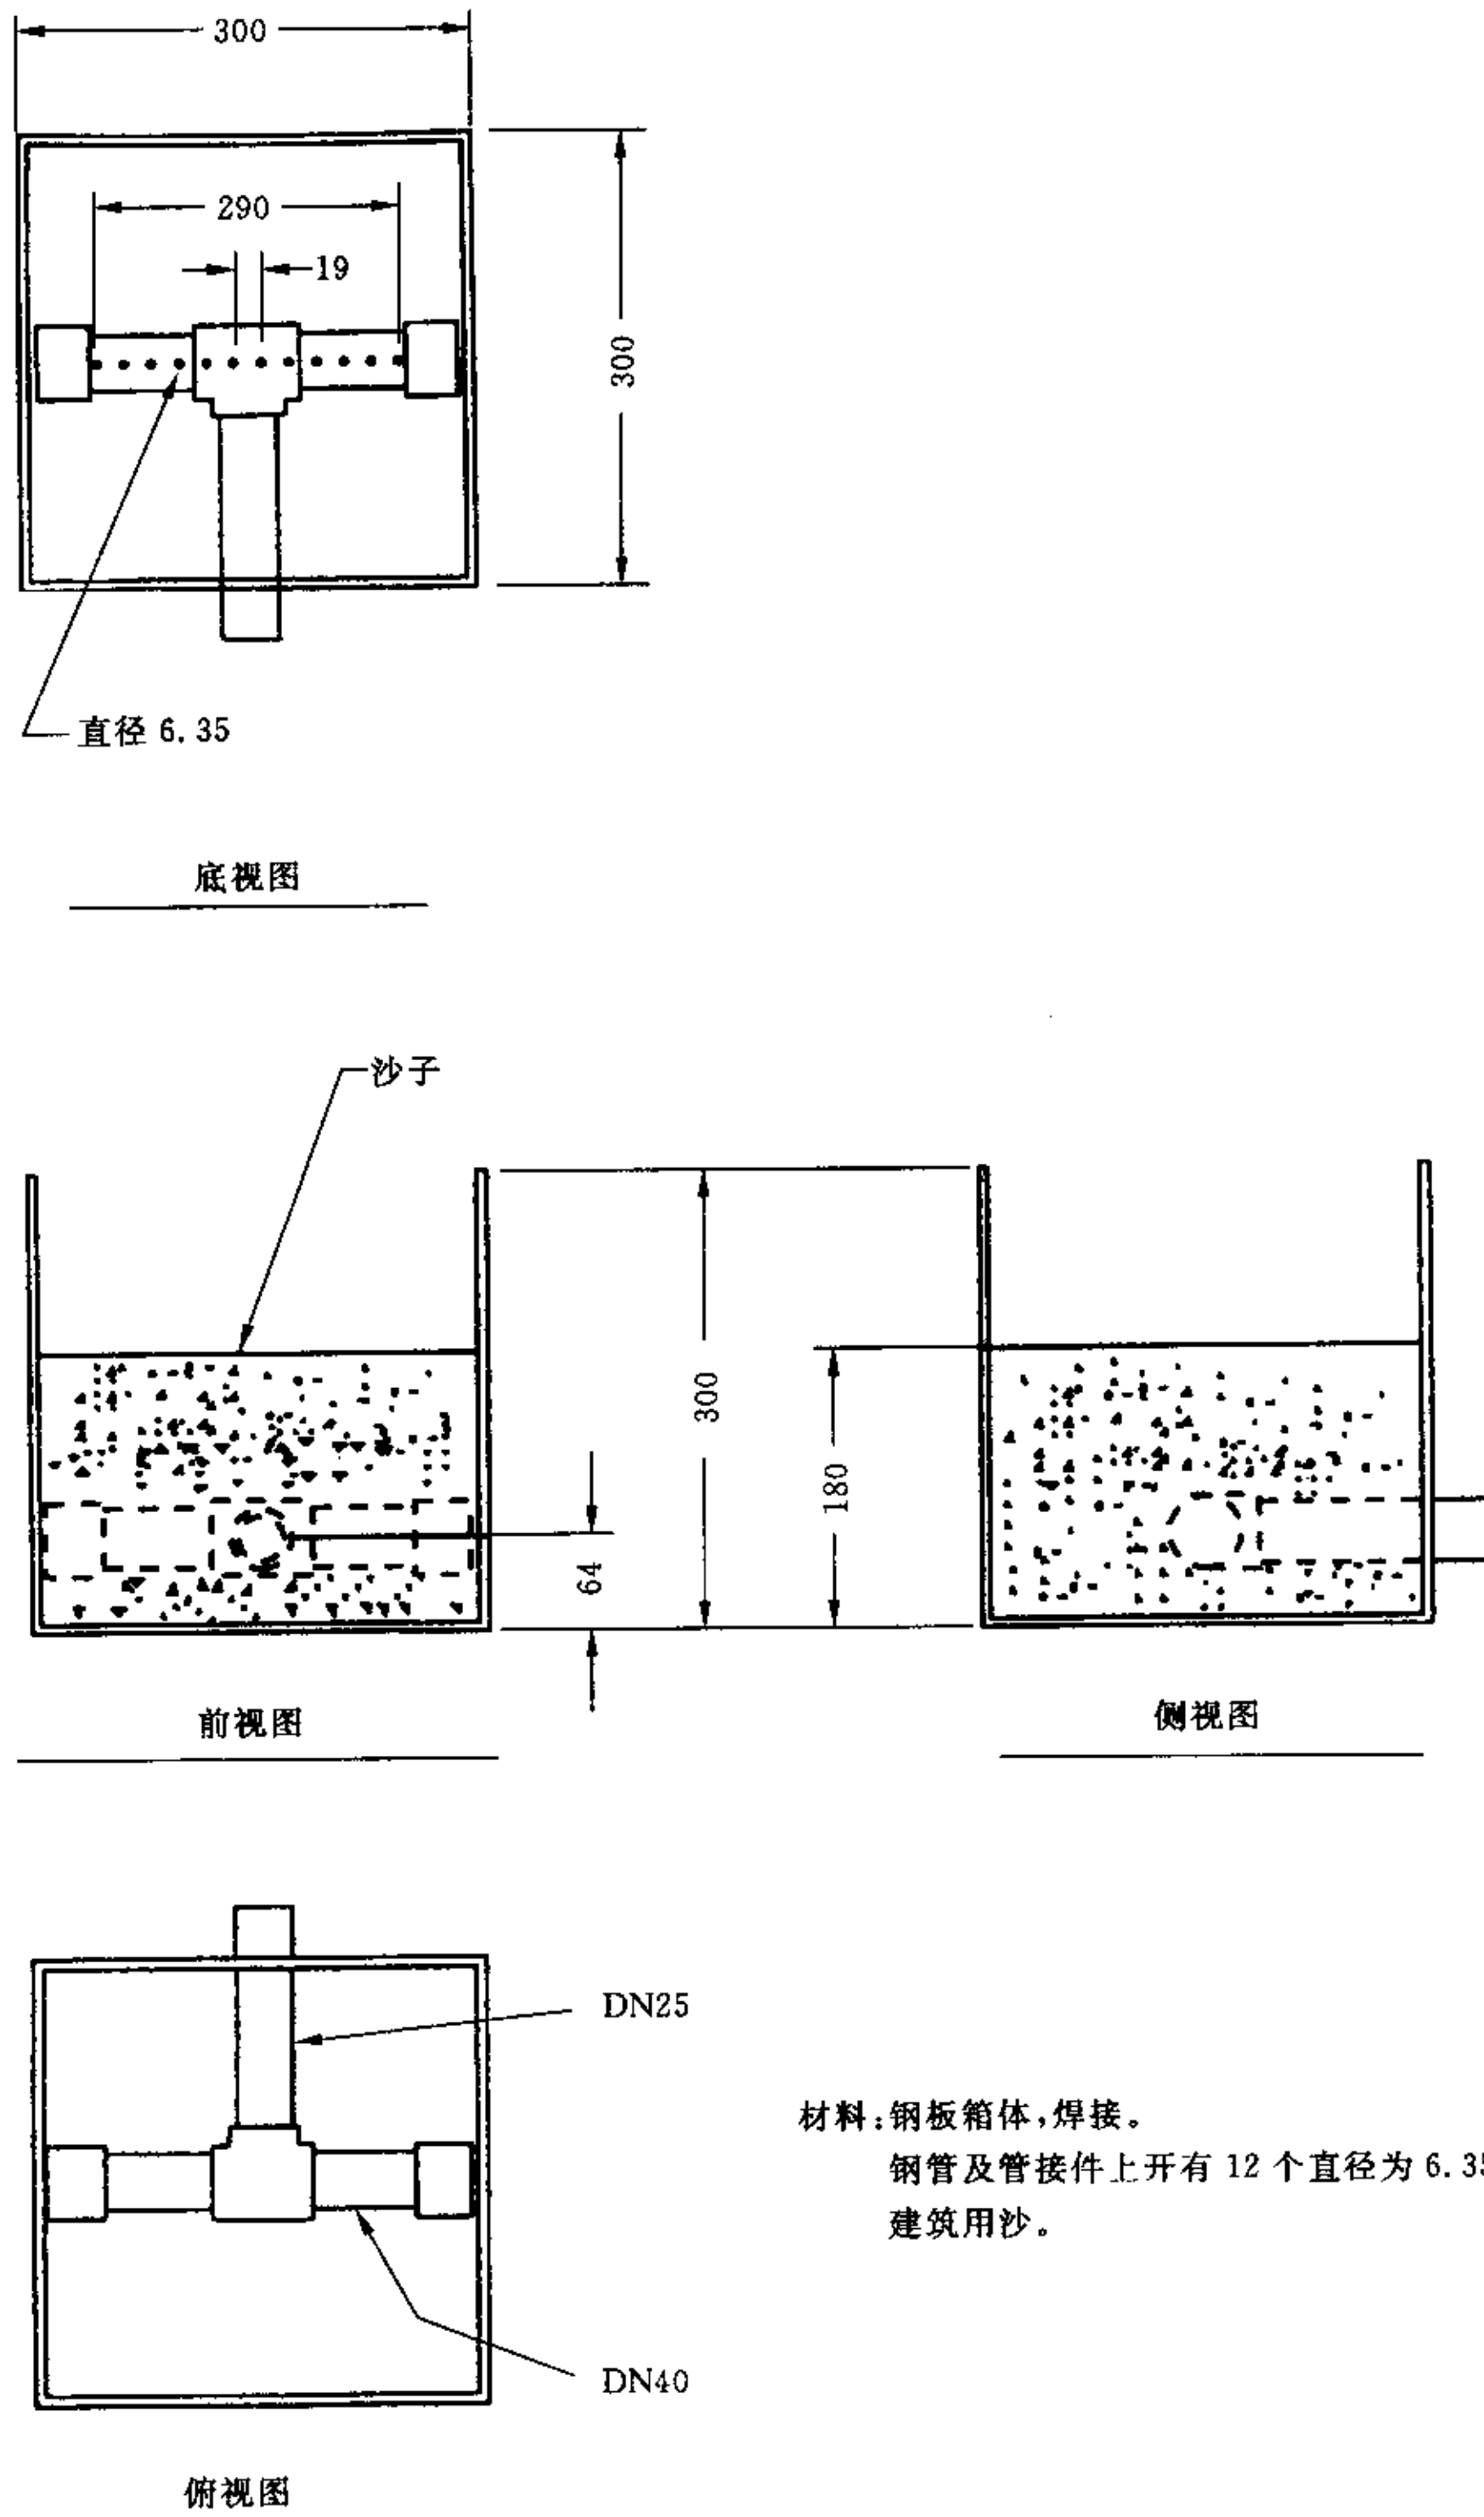 300
290
19
300
直径 6.35
底视图
沙子
300
180
64
前视图
侧视图
DN25
材料:钢板箱体,焊接。
钢管及管接件上开有 12 个直径为 6.35
建筑用沙。
DN40
俯视图